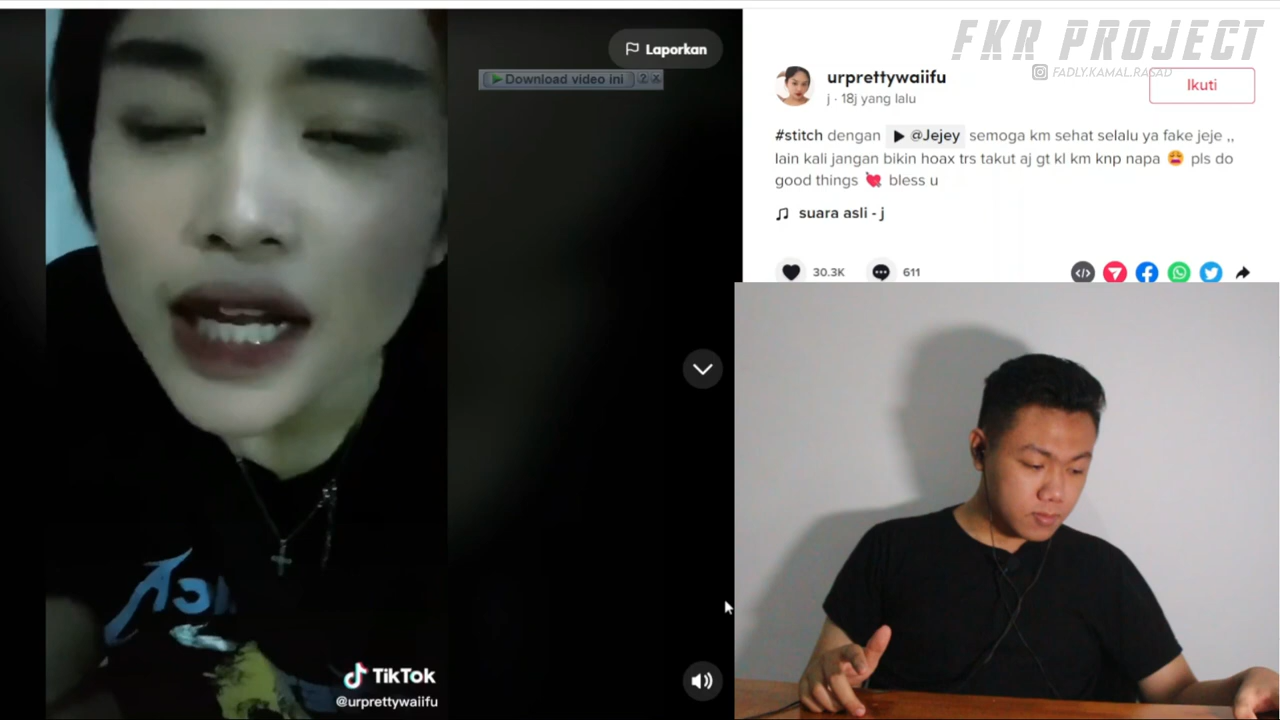 FKR PROJECT
FADLY.KAMAL.RASAD
Laporkan
Download video ini
? X
urprettywaiifu
j · 18j yang lalu
Ikuti
#stitch dengan @Jejey semoga km sehat selalu ya fake jeje ,,
lain kali jangan bikin hoax trs takut aj gt kl km knp napa 🤩 pls do
good things 💘 bless u
suara asli - j
30.3K
611
TikTok
@urprettywaiifu